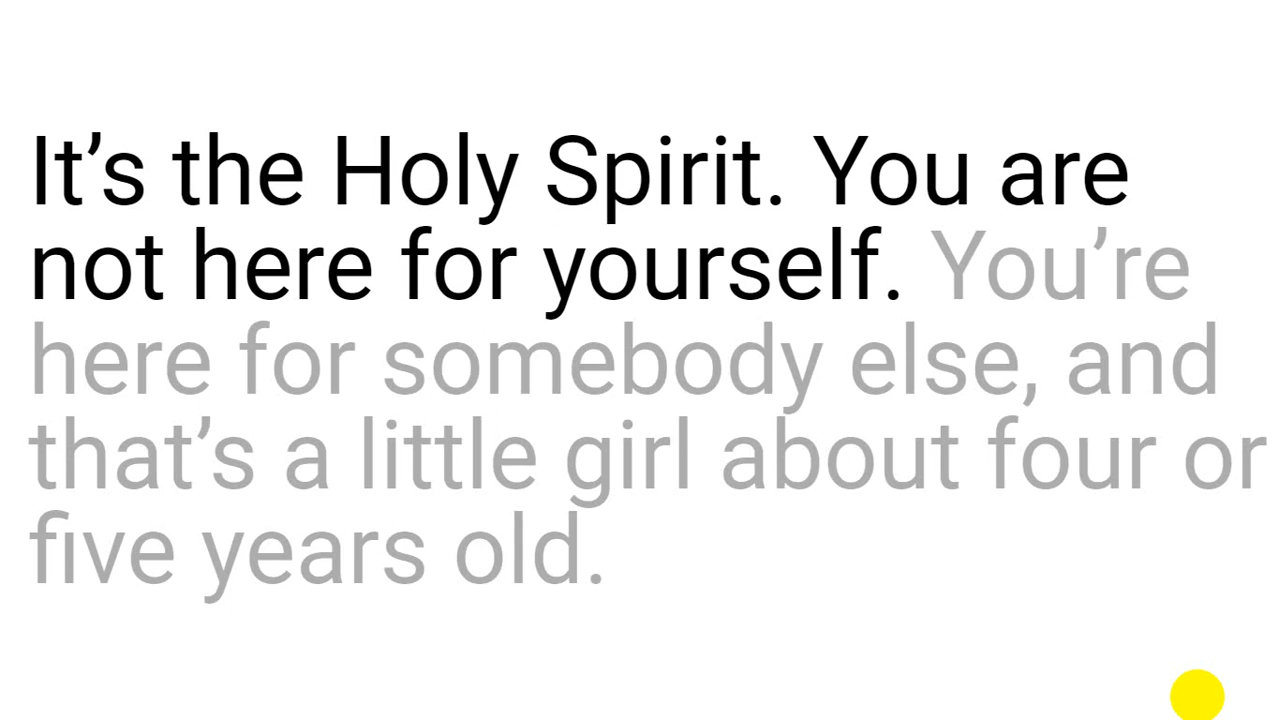 It’s the Holy Spirit. You are
not here for yourself. You’re
here for somebody else, and
that’s a little girl about four or
five years old.